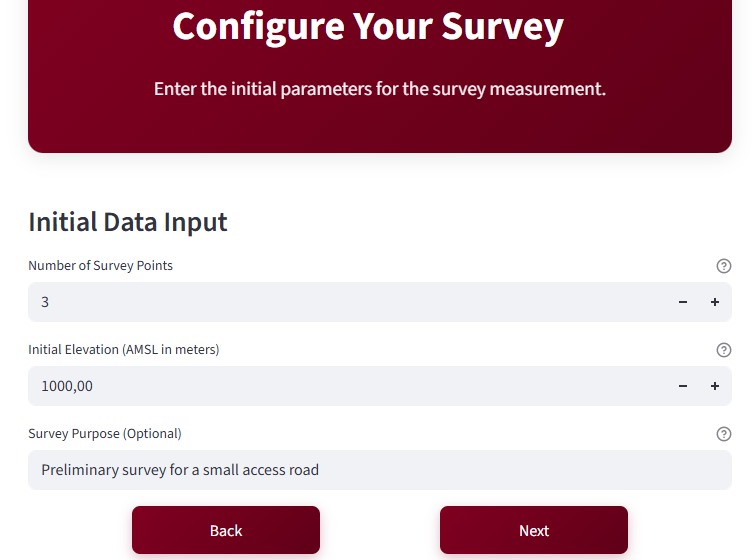 Configure Your Survey
Enter the initial parameters for the survey measurement.
Initial Data Input
Number of Survey Points
3
Initial Elevation (AMSL in meters)
1000,00
Survey Purpose (Optional)
Preliminary survey for a small access road
Back Next